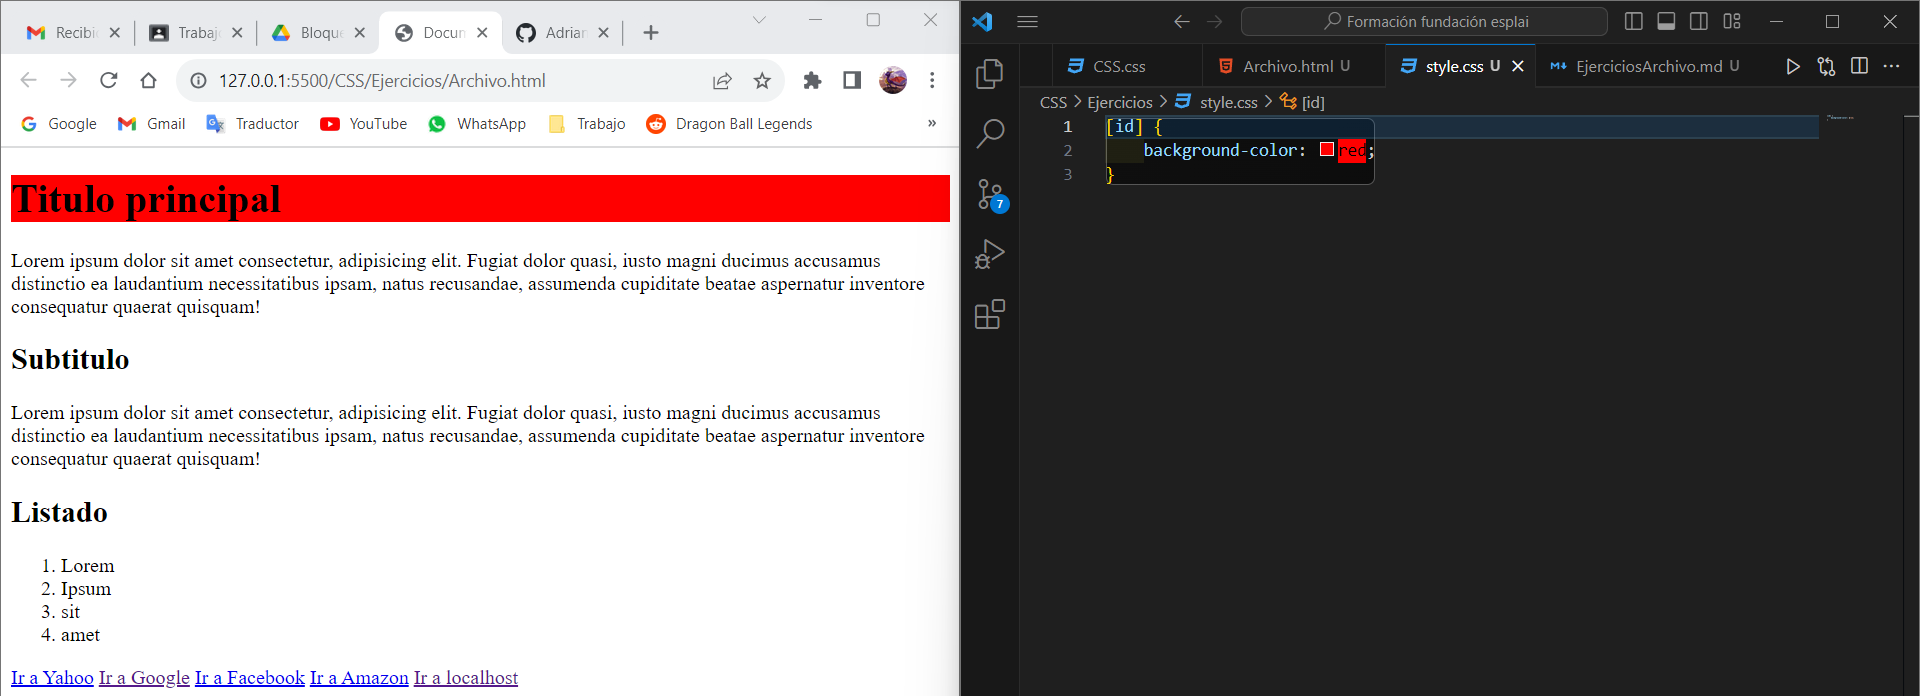 Recibi
Trabaj
Bloque
Docun
Adrian
127.0.0.1:5500/CSS/Ejercicios/Archivo.html
Google
Gmail
Traductor
YouTube
WhatsApp
Trabajo
Dragon Ball Legends
»
Titulo principal
Lorem ipsum dolor sit amet consectetur, adipisicing elit. Fugiat dolor quasi, iusto magni ducimus accusamus
distinctio ea laudantium necessitatibus ipsam, natus recusandae, assumenda cupiditate beatae aspernatur inventore
consequatur quaerat quisquam!
Subtitulo
Lorem ipsum dolor sit amet consectetur, adipisicing elit. Fugiat dolor quasi, iusto magni ducimus accusamus
distinctio ea laudantium necessitatibus ipsam, natus recusandae, assumenda cupiditate beatae aspernatur inventore
consequatur quaerat quisquam!
Listado
1. Lorem
2. Ipsum
3. sit
4. amet
Ir a Yahoo Ir a Google Ir a Facebook Ir a Amazon Ir a localhost
Formación fundación esplai
CSS.css
Archivo.html U
style.css U
EjerciciosArchivo.md U
CSS > Ejercicios > style.css > [id]
7
1 [id] {
2 background-color: red;
3 }